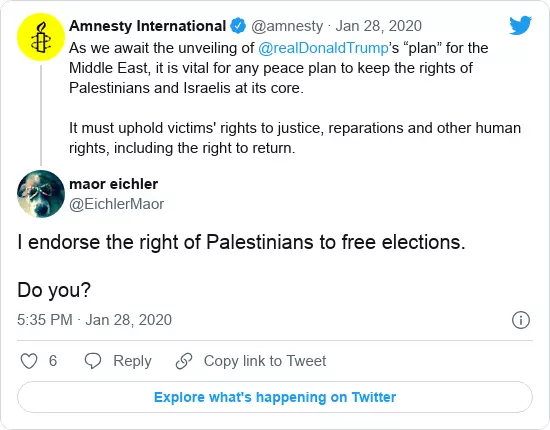 Amnesty International @amnesty · Jan 28, 2020
As we await the unveiling of @realDonaldTrump's “plan” for the
Middle East, it is vital for any peace plan to keep the rights of
Palestinians and Israelis at its core.
It must uphold victims' rights to justice, reparations and other human
rights, including the right to return.
maor eichler
@EichlerMaor
I endorse the right of Palestinians to free elections.
Do you?
5:35 PM · Jan 28, 2020
6 Reply Copy link to Tweet
Explore what's happening on Twitter